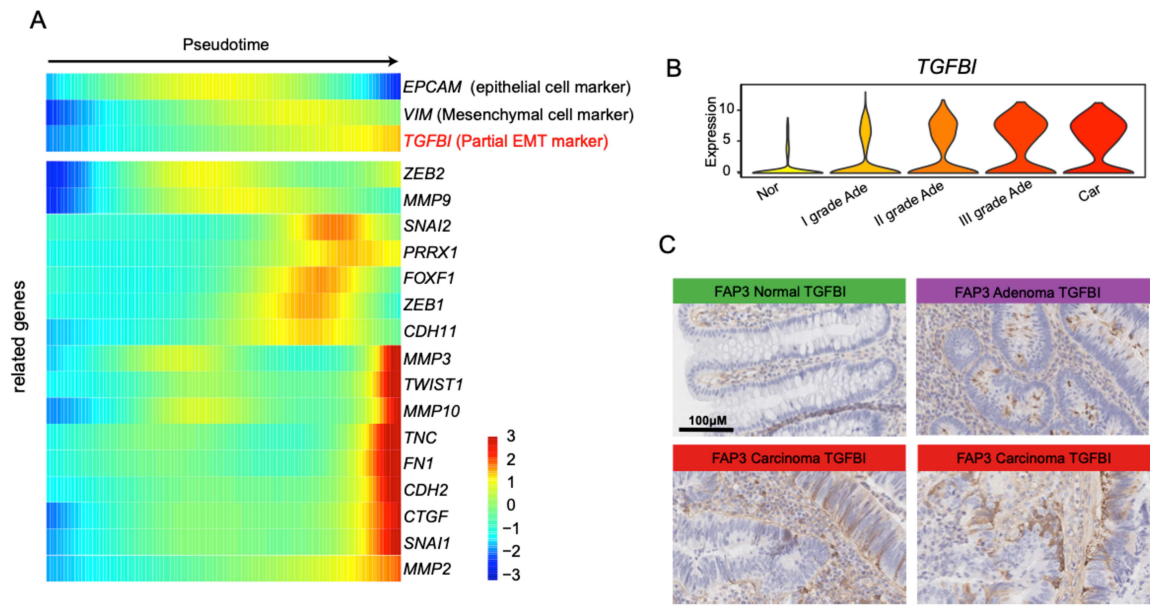 A
Pseudotime
EPCAM (epithelial cell marker)
VIM (Mesenchymal cell marker)
TGFBI (Partial EMT marker)
related genes
ZEB2
MMP9
SNAI2
PRRX1
FOXF1
ZEB1
CDH11
MMP3
TWIST1
MMP10
TNC
FN1
CDH2
CTGF
SNAI1
MMP2
3
2
1
0
−1
−2
−3
B
TGFBI
Expression
10
5
0
Nor
I grade Ade
II grade Ade
III grade Ade
Car
C
FAP3 Normal TGFBI
FAP3 Adenoma TGFBI
100µM
FAP3 Carcinoma TGFBI
FAP3 Carcinoma TGFBI